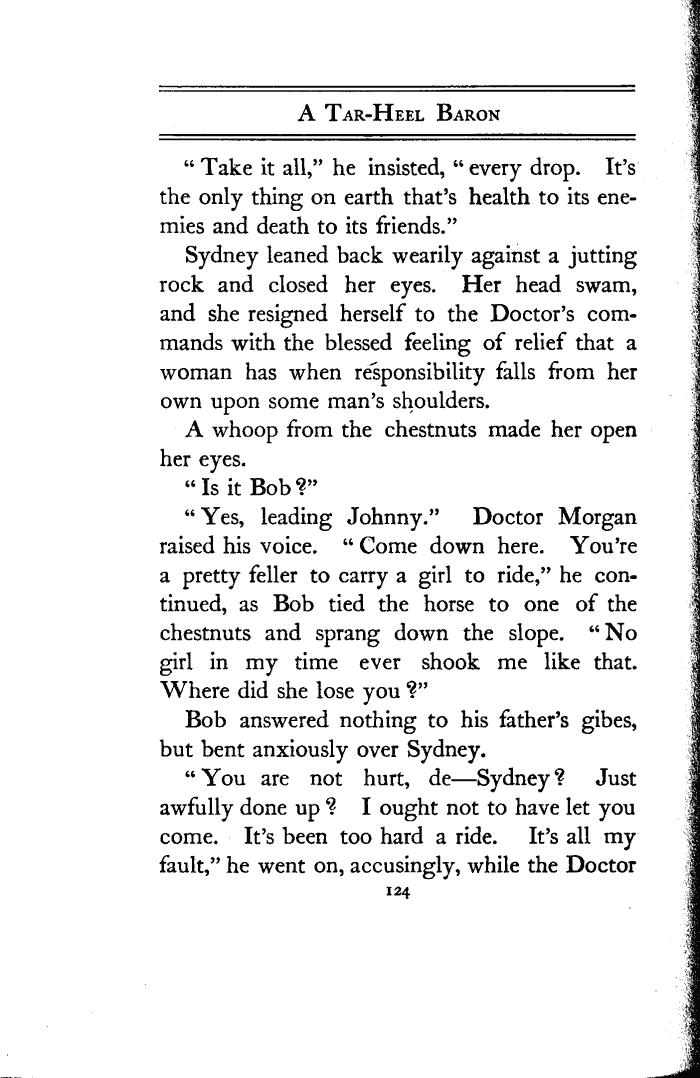 A Tar-Heel Baron
“Take it all,” he insisted, “every drop. It’s
the only thing on earth that’s health to its ene-
mies and death to its friends.”
Sydney leaned back wearily against a jutting
rock and closed her eyes. Her head swam,
and she resigned herself to the Doctor’s com-
mands with the blessed feeling of relief that a
woman has when responsibility falls from her
own upon some man’s shoulders.
A whoop from the chestnuts made her open
her eyes.
“Is it Bob?”
“Yes, leading Johnny.” Doctor Morgan
raised his voice. “Come down here. You’re
a pretty feller to carry a girl to ride,” he con-
tinued, as Bob tied the horse to one of the
chestnuts and sprang down the slope. “No
girl in my time ever shook me like that.
Where did she lose you?”
Bob answered nothing to his father’s gibes,
but bent anxiously over Sydney.
“You are not hurt, de—Sydney? Just
awfully done up? I ought not to have let you
come. It’s been too hard a ride. It’s all my
fault,” he went on, accusingly, while the Doctor
124